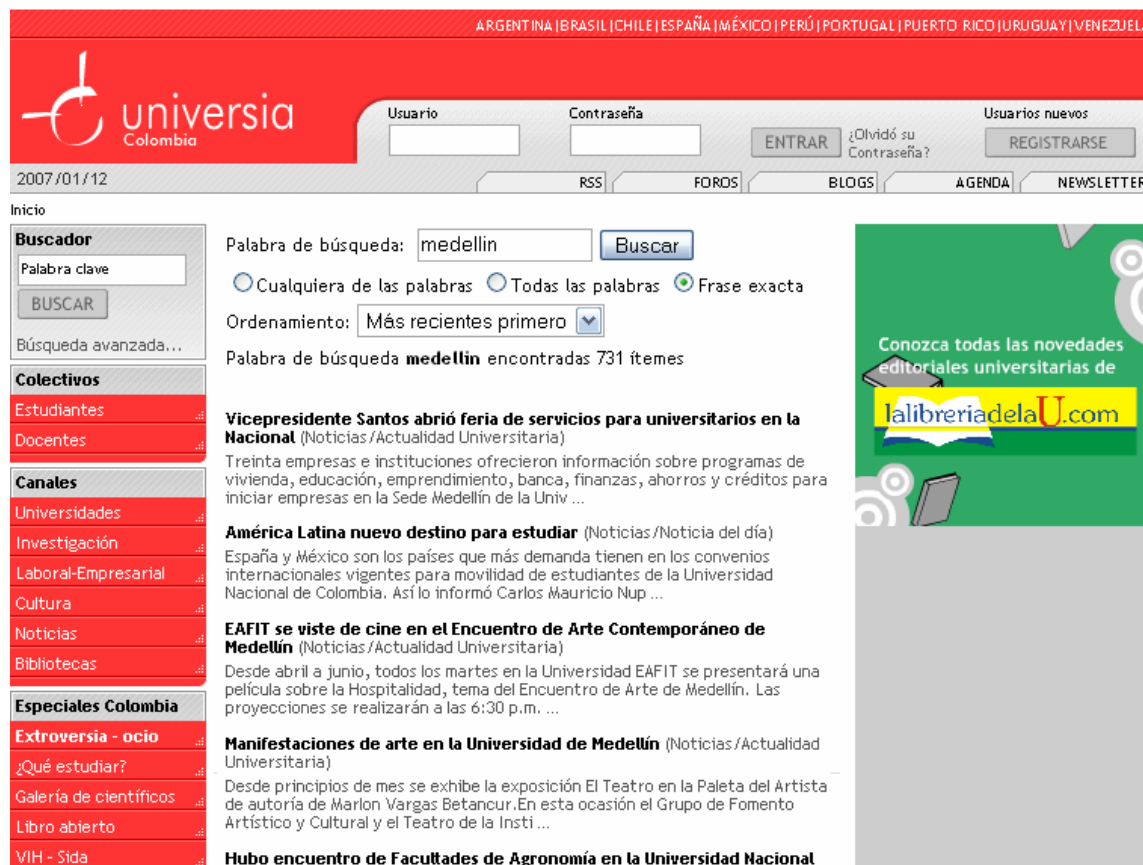 ARGENTINA|BRASIL|CHILE|ESPAÑA|MÉXICO|PERÚ|PORTUGAL|PUERTO RICO|URUGUAY|VENEZUEL
universia
Colombia
Usuario
Contraseña
Usuarios nuevos
ENTRAR
¿Olvidó su
Contraseña?
REGISTRARSE
2007/01/12
RSS
FOROS
BLOGS
AGENDA
NEWSLETTER
Inicio
Buscador
Palabra clave
BUSCAR
Búsqueda avanzada...
Colectivos
Estudiantes
Docentes
Canales
Universidades
Investigación
Laboral-Empresarial
Cultura
Noticias
Bibliotecas
Especiales Colombia
Extroversia - ocio
¿Qué estudiar?
Galería de científicos
Libro abierto
VIH - Sida
Palabra de búsqueda: medellin Buscar
Cualquiera de las palabras Todas las palabras Frase exacta
Ordenamiento: Más recientes primero
Palabra de búsqueda medellin encontradas 731 ítemes
Vicepresidente Santos abrió feria de servicios para universitarios en la
Nacional (Noticias/Actualidad Universitaria)
Treinta empresas e instituciones ofrecieron información sobre programas de
vivienda, educación, emprendimiento, banca, finanzas, ahorros y créditos para
iniciar empresas en la Sede Medellín de la Univ ...
América Latina nuevo destino para estudiar (Noticias/Noticia del día)
España y México son los países que más demanda tienen en los convenios
internacionales vigentes para movilidad de estudiantes de la Universidad
Nacional de Colombia. Así lo informó Carlos Mauricio Nup ...
EAFIT se viste de cine en el Encuentro de Arte Contemporáneo de
Medellín (Noticias/Actualidad Universitaria)
Desde abril a junio, todos los martes en la Universidad EAFIT se presentará una
película sobre la Hospitalidad, tema del Encuentro de Arte de Medellín. Las
proyecciones se realizarán a las 6:30 p.m. ...
Manifestaciones de arte en la Universidad de Medellín (Noticias/Actualidad
Universitaria)
Desde principios de mes se exhibe la exposición El Teatro en la Paleta del Artista
de autoría de Marlon Vargas Betancur.En esta ocasión el Grupo de Fomento
Artístico y Cultural y el Teatro de la Insti ...
Hubo encuentro de Facultades de Agronomía en la Universidad Nacional
Conozca todas las novedades
editoriales universitarias de
lalibreriadelaU.com